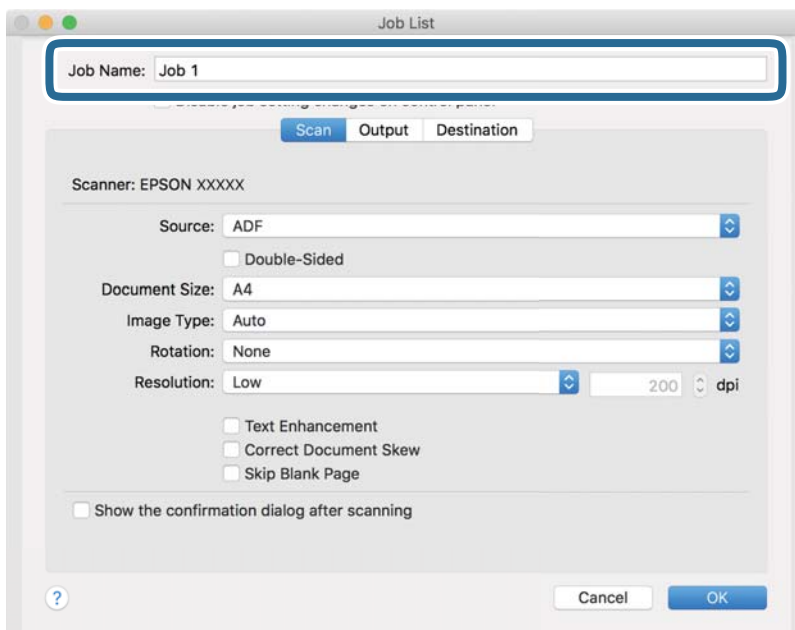 Job List
Job Name: Job 1
Scan Output Destination
Scanner: EPSON XXXXX
Source: ADF
Double-Sided
Document Size: A4
Image Type: Auto
Rotation: None
Resolution: Low 200 dpi
Text Enhancement
Correct Document Skew
Skip Blank Page
Show the confirmation dialog after scanning
? Cancel OK